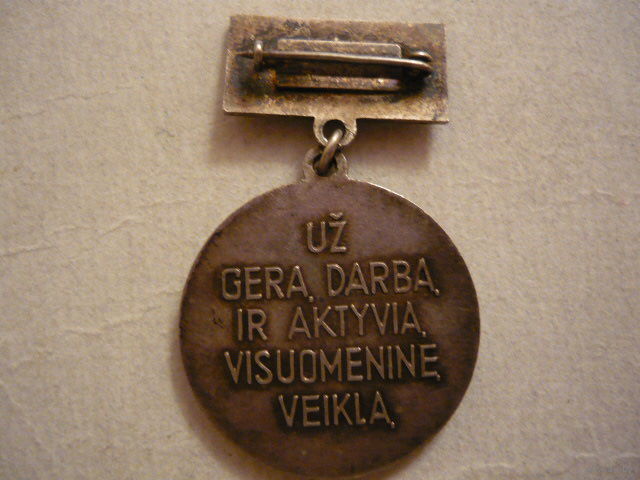 UŽ
GERĄ DARBĄ
IR AKTYVIĄ
VISUOMENINĘ
VEIKLĄ